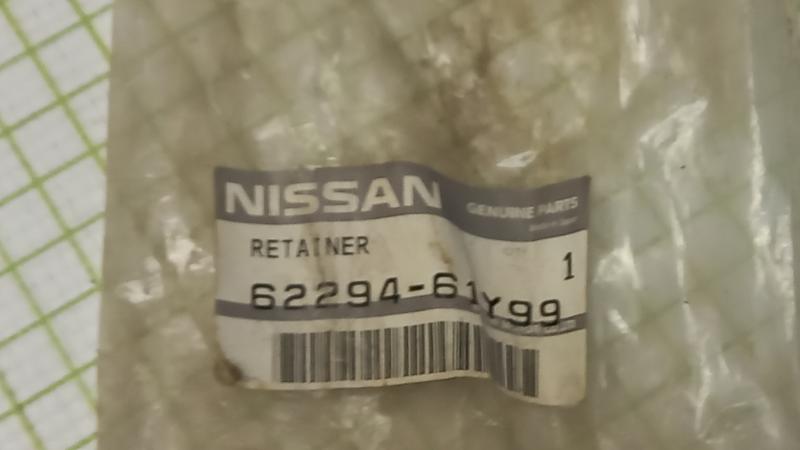 NISSAN
GENUINE PARTS
RETAINER
1
62294-61Y99